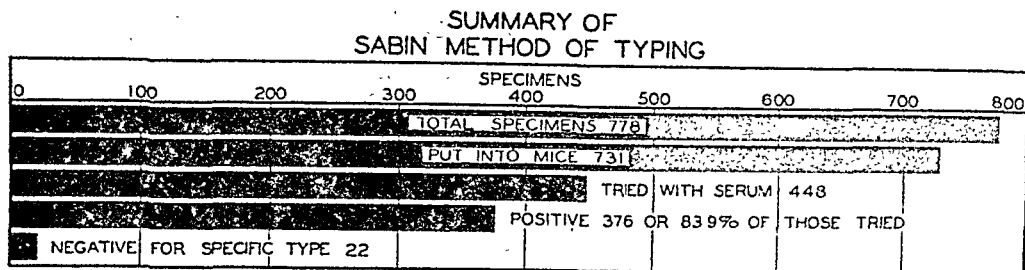 SUMMARY OF
SABIN METHOD OF TYPING
SPECIMENS
0 100 200 300 400 500 600 700 800
TOTAL SPECIMENS 778
PUT INTO MICE 731
TRIED WITH SERUM 448
POSITIVE 376 OR 83.9% OF THOSE TRIED
NEGATIVE FOR SPECIFIC TYPE 22